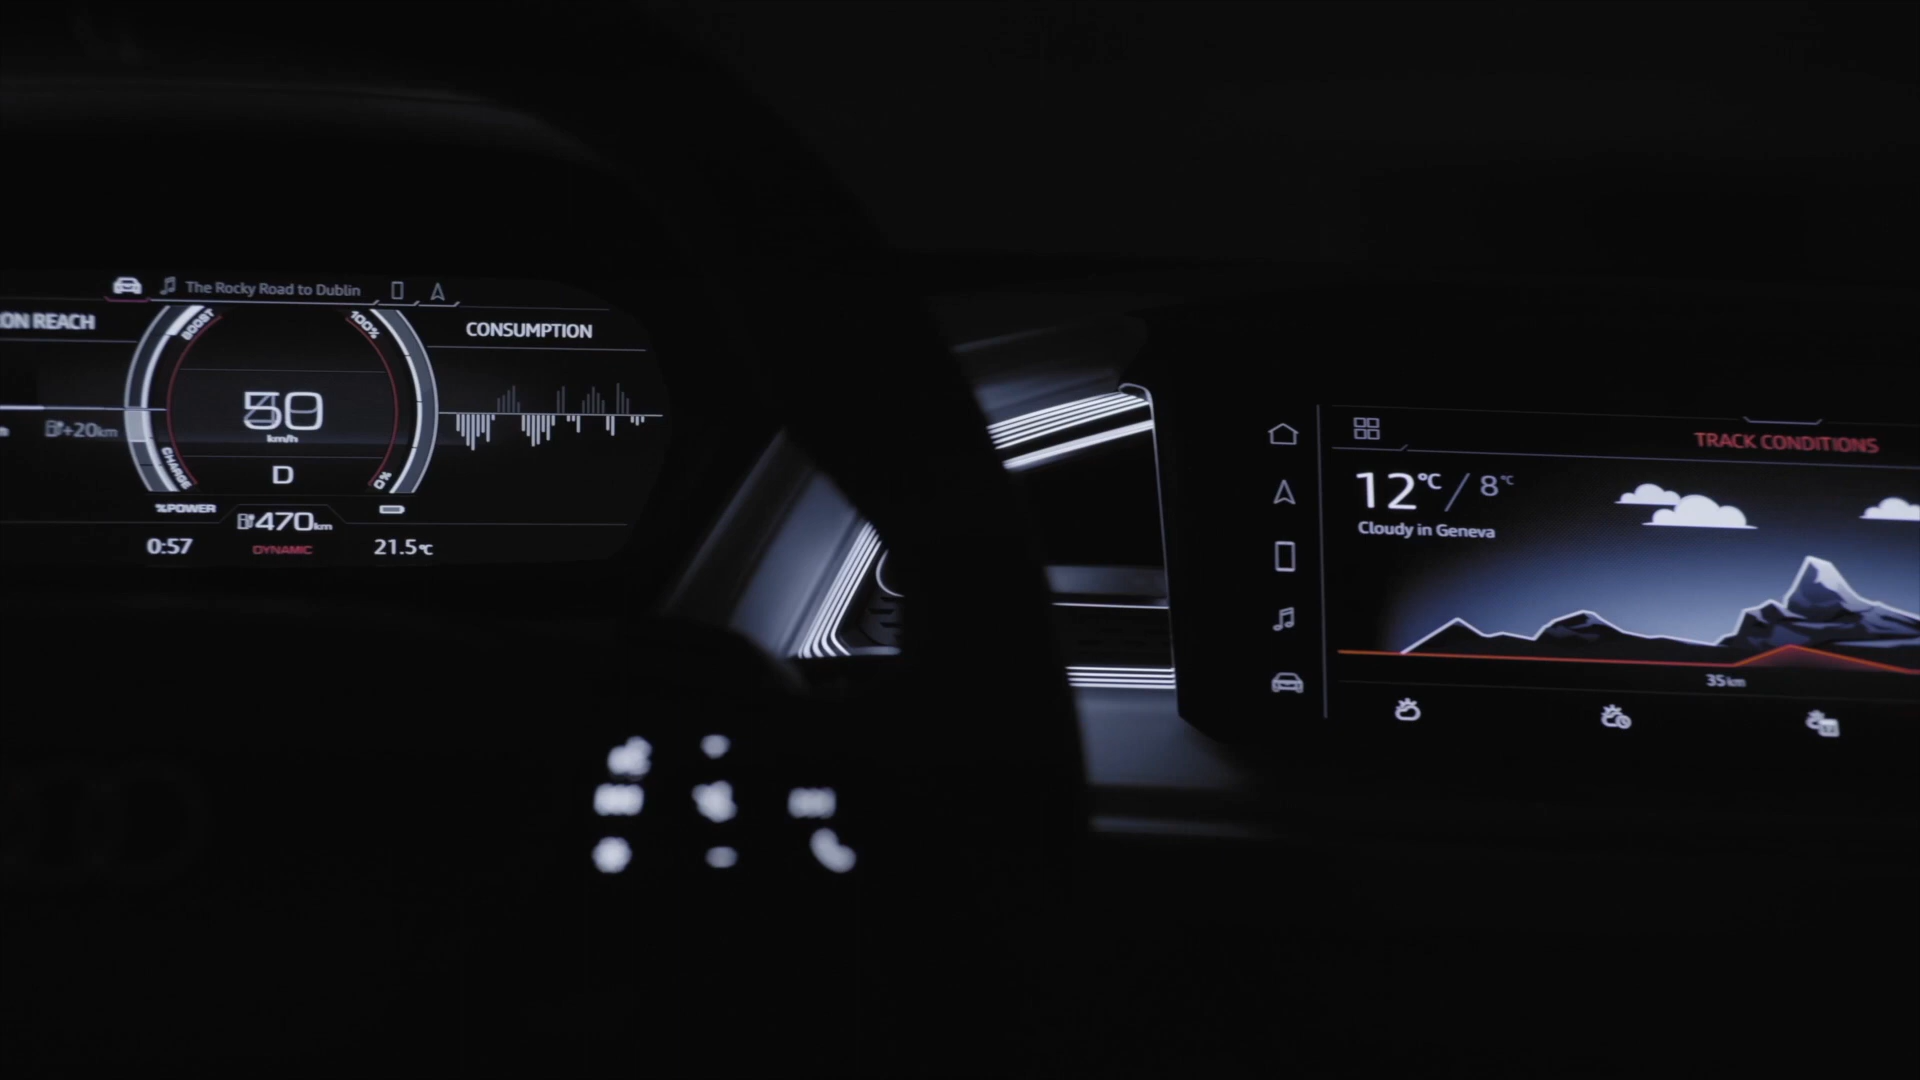 The Rocky Road to Dublin
ON REACH
BOOST
100%
CONSUMPTION
50
km/h
+20km
CHARGE
D
0%
%POWER
470km
0:57
DYNAMIC
21.5°C
TRACK CONDITIONS
12°C / 8°C
Cloudy in Geneva
35km